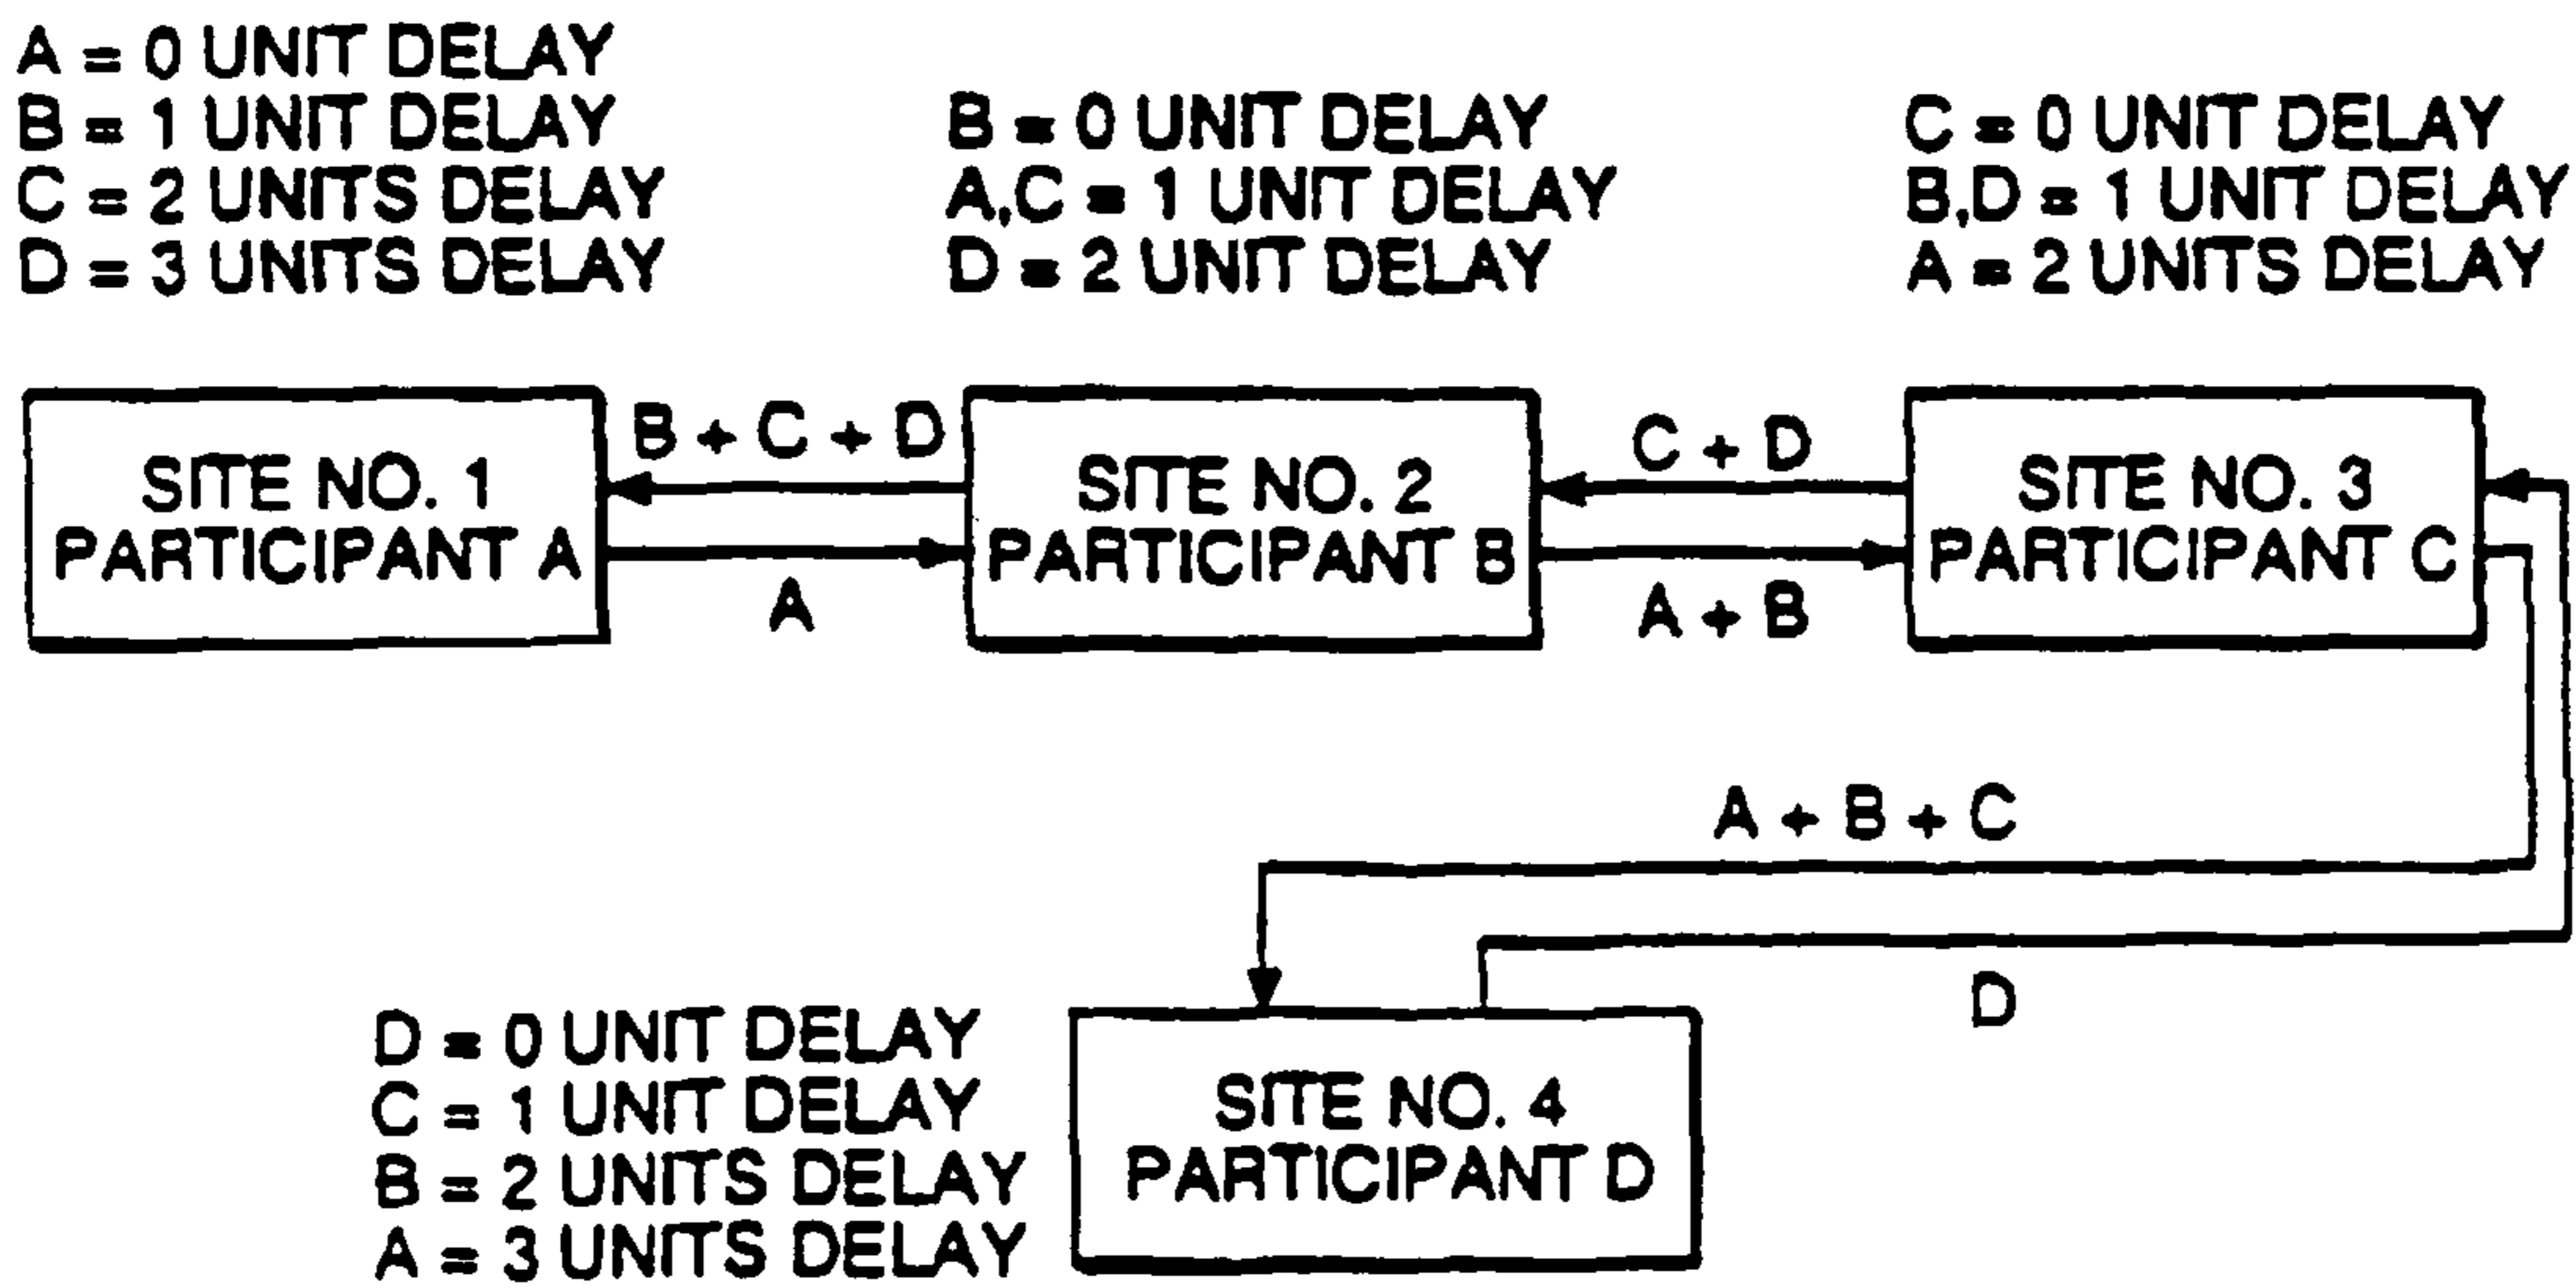 A = 0 UNIT DELAY
B = 1 UNIT DELAY
C = 2 UNITS DELAY
D = 3 UNITS DELAY
B = 0 UNIT DELAY
A,C = 1 UNIT DELAY
D = 2 UNIT DELAY
C = 0 UNIT DELAY
B,D = 1 UNIT DELAY
A = 2 UNITS DELAY
SITE NO. 1
PARTICIPANT A
B + C + D
A
SITE NO. 2
PARTICIPANT B
C + D
A + B
SITE NO. 3
PARTICIPANT C
A + B + C
D
D = 0 UNIT DELAY
C = 1 UNIT DELAY
B = 2 UNITS DELAY
A = 3 UNITS DELAY
SITE NO. 4
PARTICIPANT D